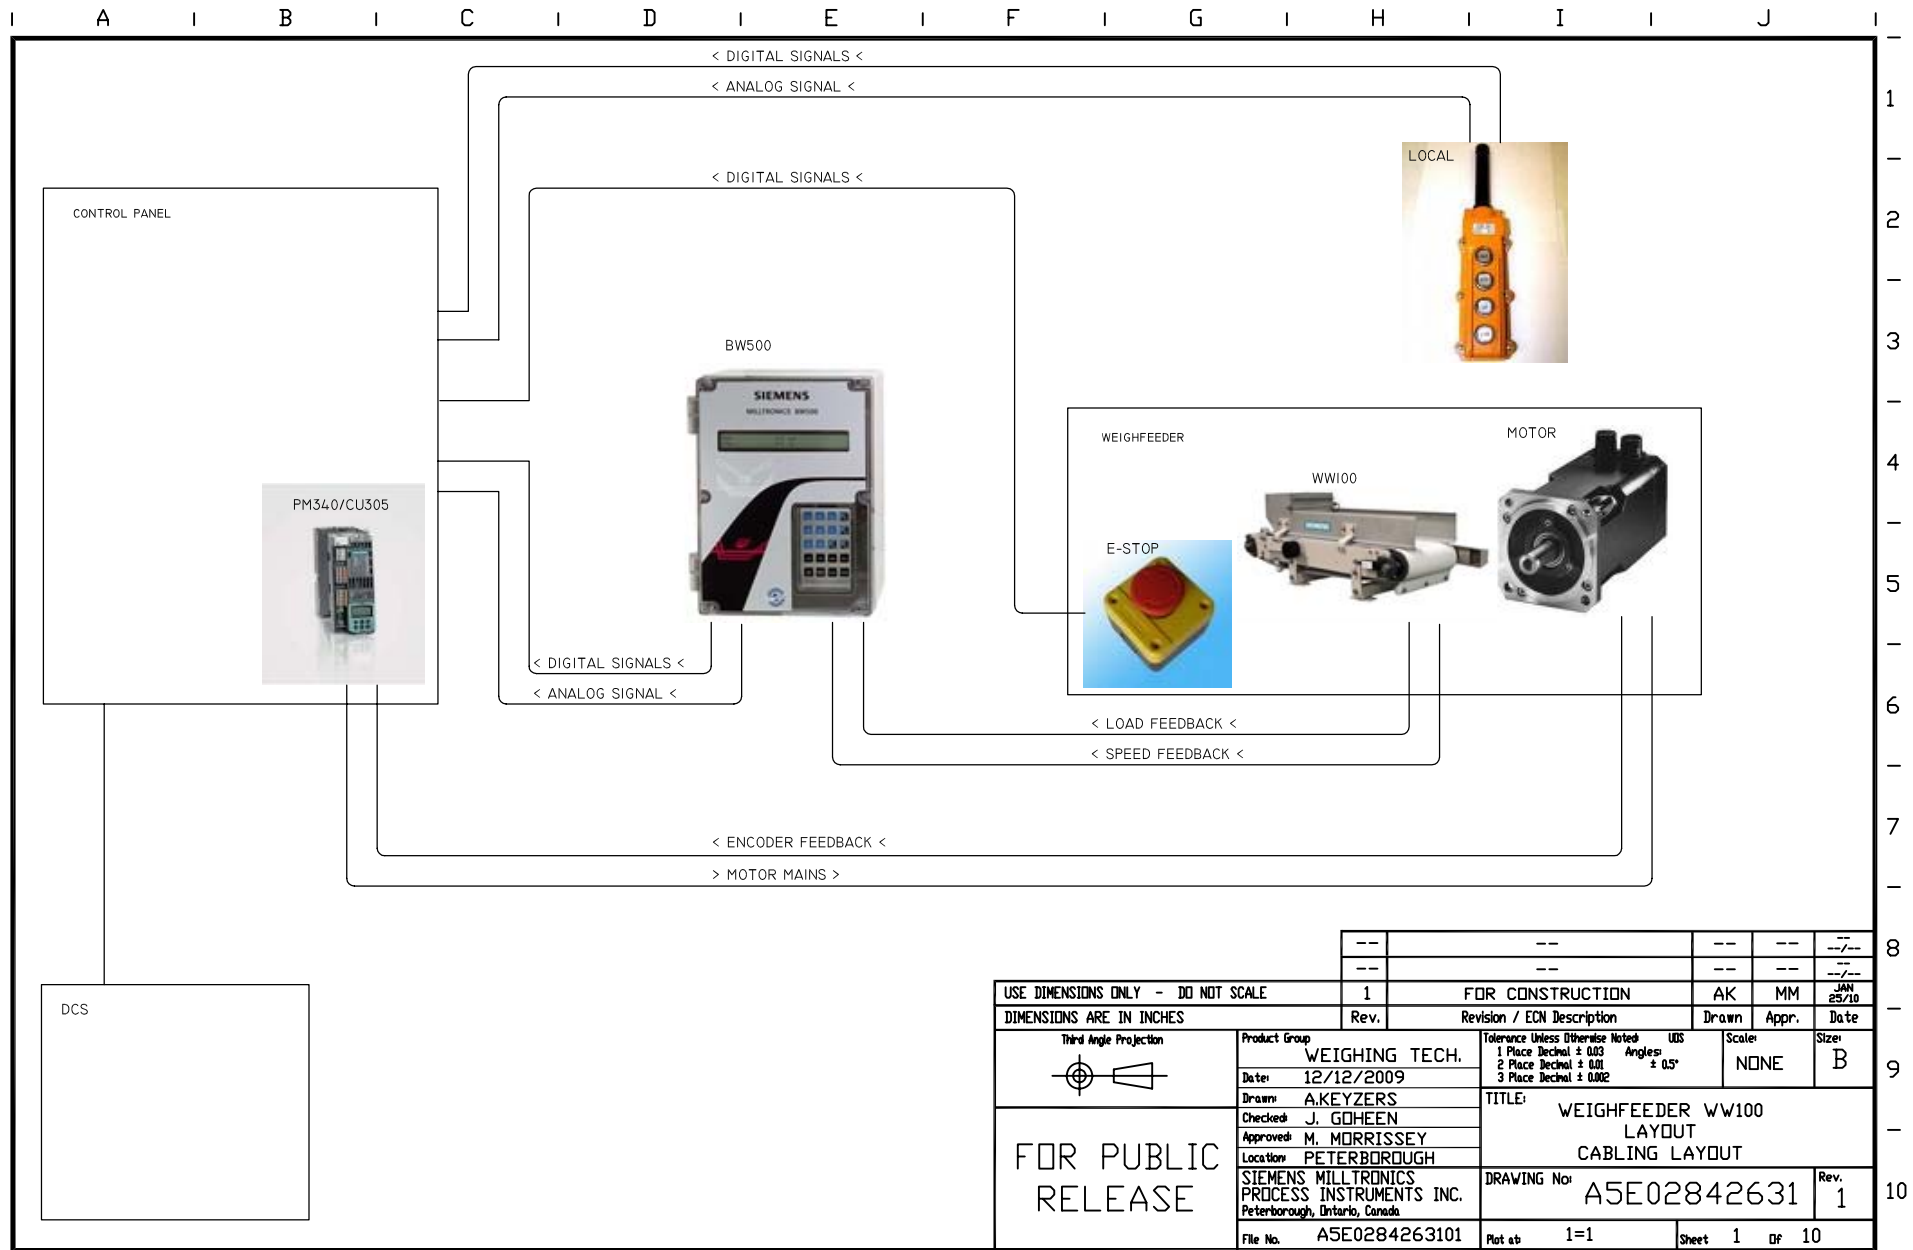 A B C D E F G H I J
< DIGITAL SIGNALS <
< ANALOG SIGNAL <
1
LOCAL
< DIGITAL SIGNALS <
CONTROL PANEL
2
3
BW500
SIEMENS
MILLTRONICS BW500
WEIGHFEEDER
MOTOR
4
WW100
SIEMENS
PM340/CU305
E-STOP
5
< DIGITAL SIGNALS <
< ANALOG SIGNAL <
6
< LOAD FEEDBACK <
< SPEED FEEDBACK <
7
< ENCODER FEEDBACK <
> MOTOR MAINS >
8
-- -- -- -- -- --/--
-- -- -- -- -- --/--
USE DIMENSIONS ONLY - DO NOT SCALE
1 FOR CONSTRUCTION AK MM JAN 25/10
DIMENSIONS ARE IN INCHES
Rev. Revision / ECN Description Drawn Appr. Date
DCS
Third Angle Projection
Product Group
WEIGHING TECH.
Date: 12/12/2009
Drawn: A.KEYZERS
Checked: J. GOHEEN
Approved: M. MORRISSEY
Location: PETERBOROUGH
Tolerance Unless Otherwise Noted: UOS
1 Place Decimal ± 0.03 Angles:
2 Place Decimal ± 0.01 ± 0.5°
3 Place Decimal ± 0.002
Scale: NONE
Size: B
9
TITLE:
WEIGHFEEDER WW100
LAYOUT
CABLING LAYOUT
FOR PUBLIC
RELEASE
SIEMENS MILLTRONICS
PROCESS INSTRUMENTS INC.
Peterborough, Ontario, Canada
DRAWING No: A5E02842631
Rev. 1
10
File No. A5E0284263101
Plot at: 1=1
Sheet 1 Of 10